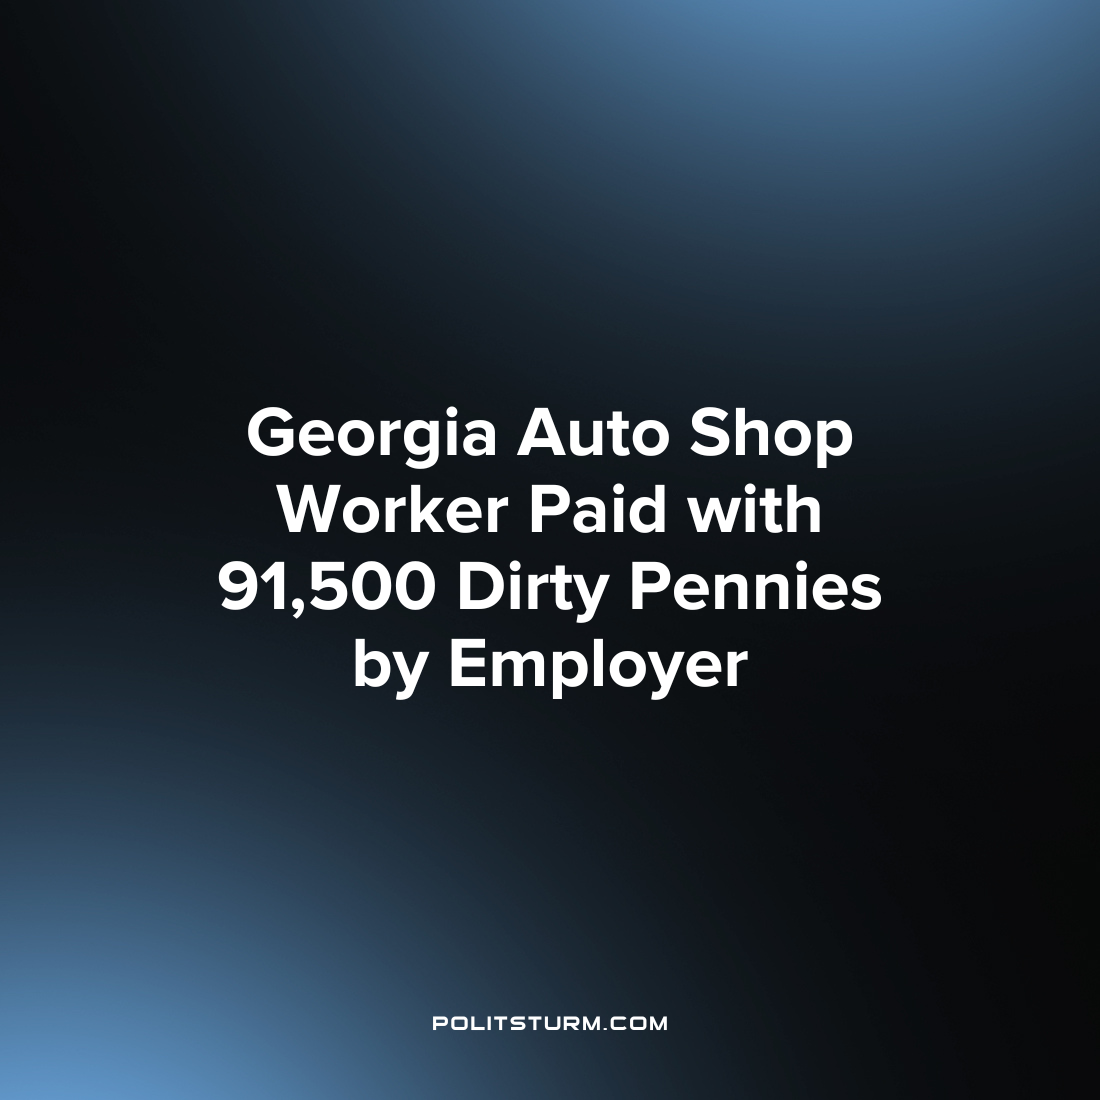 Georgia Auto Shop
Worker Paid with
91,500 Dirty Pennies
by Employer
POLITSTURM.COM